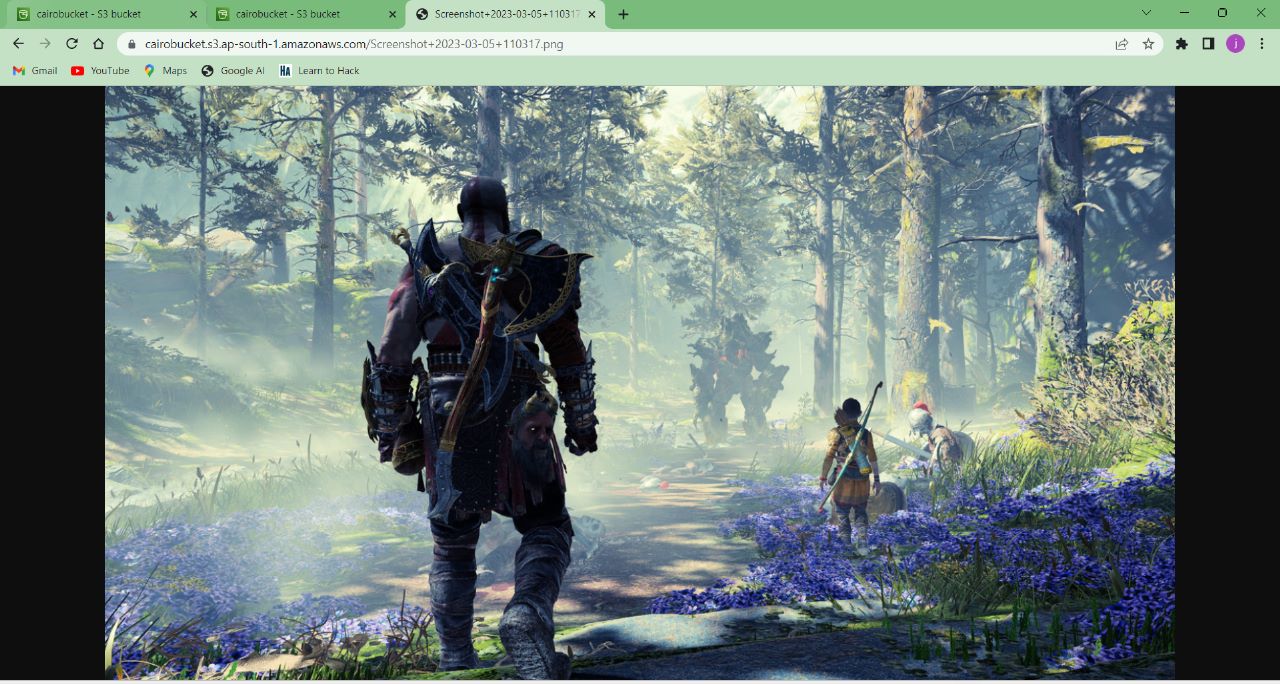 cairobucket - S3 bucket
cairobucket - S3 bucket
Screenshot+2023-03-05+110317
cairobucket.s3.ap-south-1.amazonaws.com/Screenshot+2023-03-05+110317.png
j
Gmail
YouTube
Maps
Google AI
HA
Learn to Hack